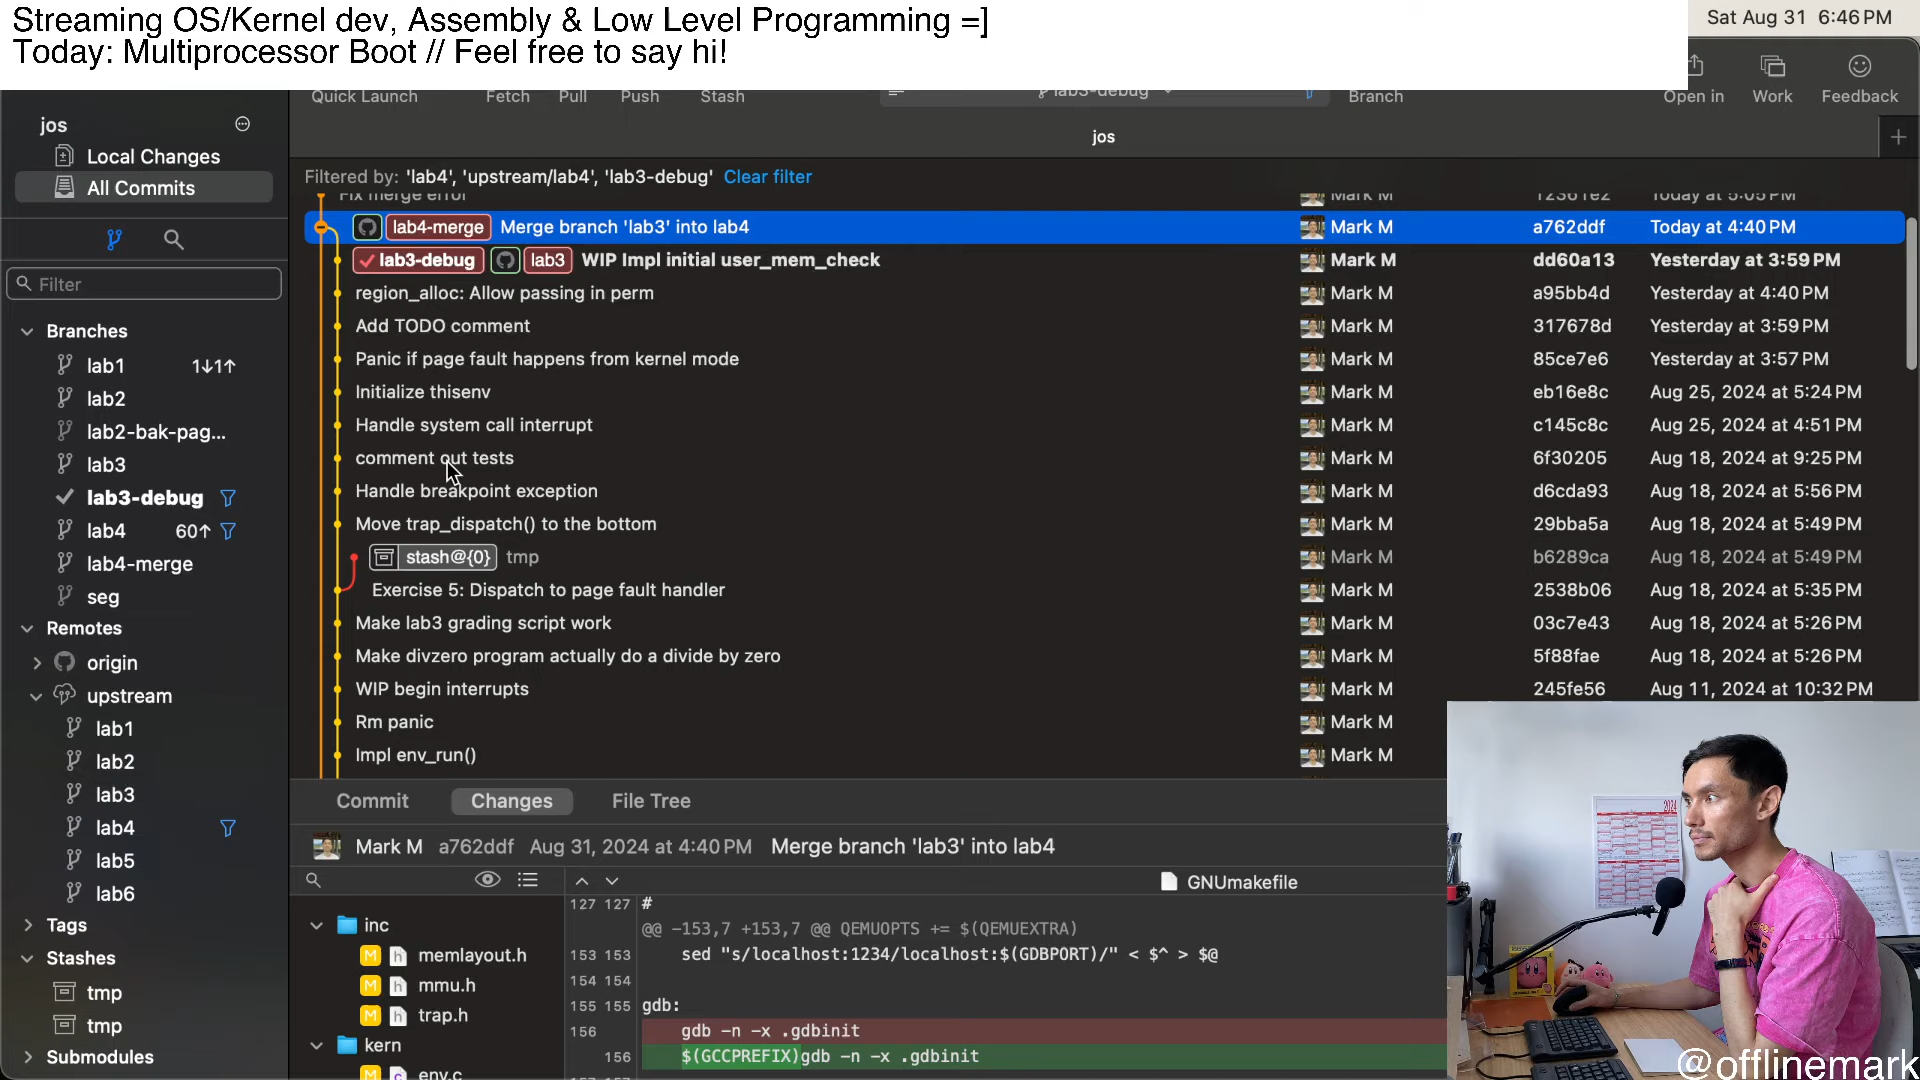 Streaming OS/Kernel dev, Assembly & Low Level Programming =]
Today: Multiprocessor Boot // Feel free to say hi!
Sat Aug 31 6:46 PM
Quick Launch
Fetch
Pull
Push
Stash
lab3-debug
Branch
Open in
Work
Feedback
jos
jos
Local Changes
All Commits
Filter
Branches
lab1 1↓1↑
lab2
lab2-bak-pag...
lab3
lab3-debug
lab4 60↑
lab4-merge
seg
Remotes
origin
upstream
lab1
lab2
lab3
lab4
lab5
lab6
Tags
Stashes
tmp
tmp
Submodules
Filtered by: 'lab4', 'upstream/lab4', 'lab3-debug' Clear filter
Fix merge error Mark M 12361e2 Today at 5:05 PM
lab4-merge Merge branch 'lab3' into lab4 Mark M a762ddf Today at 4:40 PM
lab3-debug lab3 WIP Impl initial user_mem_check Mark M dd60a13 Yesterday at 3:59 PM
region_alloc: Allow passing in perm Mark M a95bb4d Yesterday at 4:40 PM
Add TODO comment Mark M 317678d Yesterday at 3:59 PM
Panic if page fault happens from kernel mode Mark M 85ce7e6 Yesterday at 3:57 PM
Initialize thisenv Mark M eb16e8c Aug 25, 2024 at 5:24 PM
Handle system call interrupt Mark M c145c8c Aug 25, 2024 at 4:51 PM
comment out tests Mark M 6f30205 Aug 18, 2024 at 9:25 PM
Handle breakpoint exception Mark M d6cda93 Aug 18, 2024 at 5:56 PM
Move trap_dispatch() to the bottom Mark M 29bba5a Aug 18, 2024 at 5:49 PM
stash@{0} tmp Mark M b6289ca Aug 18, 2024 at 5:49 PM
Exercise 5: Dispatch to page fault handler Mark M 2538b06 Aug 18, 2024 at 5:35 PM
Make lab3 grading script work Mark M 03c7e43 Aug 18, 2024 at 5:26 PM
Make divzero program actually do a divide by zero Mark M 5f88fae Aug 18, 2024 at 5:26 PM
WIP begin interrupts Mark M 245fe56 Aug 11, 2024 at 10:32 PM
Rm panic Mark M
Impl env_run() Mark M
Commit
Changes
File Tree
Mark M a762ddf Aug 31, 2024 at 4:40 PM Merge branch 'lab3' into lab4
GNUmakefile
inc
memlayout.h
mmu.h
trap.h
kern
env.c
127 127 #
@@ -153,7 +153,7 @@ QEMUOPTS += $(QEMUEXTRA)
153 153 sed "s/localhost:1234/localhost:$(GDBPORT)/" < $^ > $@
154 154
155 155 gdb:
156 gdb -n -x .gdbinit
156 $(GCCPREFIX)gdb -n -x .gdbinit
2024
@offlinemark